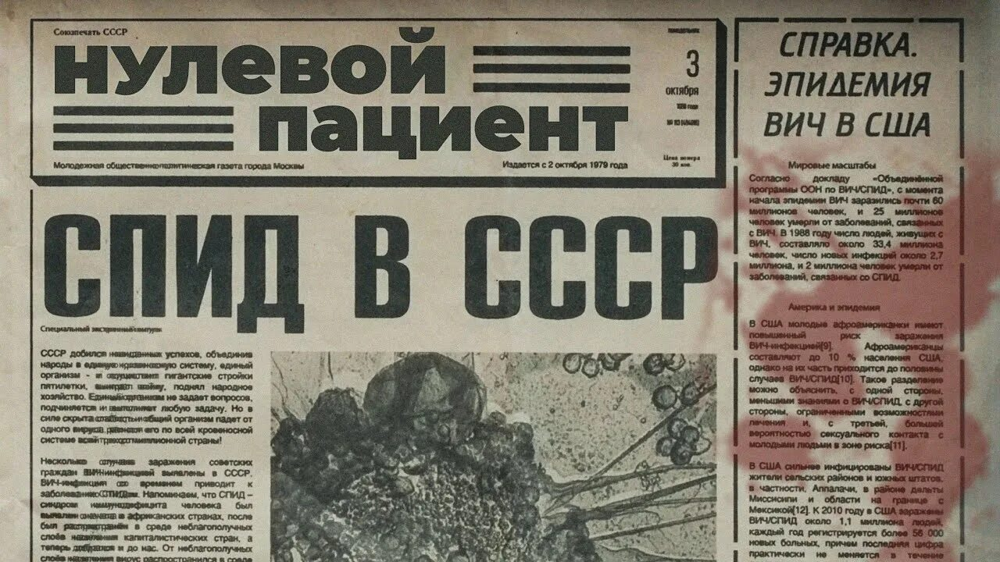 Союзпечать СССР
НУЛЕВОЙ
ПАЦИЕНТ
Молодежная общественно-политическая газета города Москвы
Издается с 2 октября 1979 года
понедельник
3
октября
Цена номера
30 коп.
СПИД В СССР
Специальный
СССР добился невиданных успехов, объединив
народы в единую кровеносную систему, единый
организм - и осуществил гигантские стройки
пятилетки, выиграл войну, поднял народное
хозяйство. Единый организм не задает вопросов,
подчиняется и выполняет любую задачу. Но в
силе скрыта слабость и общий организм падет от
одного вируса, разнося его по всей кровеносной
системе всей страны!
Несколько случаев заражения советских
граждан ВИЧ-инфекцией выявлены в СССР.
ВИЧ-инфекция со временем приводит к
заболеванию СПИДом. Напоминаем, что СПИД –
синдром иммунодефицита человека был
выявлен сначала в африканских странах, после
был распространён в среде неблагополучных
слоёв населения капиталистических стран, а
теперь добрался и до нас. От неблагополучных
слоёв населения вирус распространился в среде
СПРАВКА.
ЭПИДЕМИЯ
ВИЧ В США
Мировые масштабы
Согласно докладу «Объединённой
программы ООН по ВИЧ/СПИД», с момента
начала эпидемии ВИЧ заразились почти 60
миллионов человек, и 25 миллионов
человек умерли от заболеваний, связанных
с ВИЧ. В 1988 году число людей, живущих с
ВИЧ, составляло около 33,4 миллиона
человек, число новых инфекций около 2,7
миллиона, и 2 миллиона человек умерли от
заболеваний, связанных со СПИД.
Америка и эпидемия
В США молодые афроамериканки имеют
повышенный риск заражения
ВИЧ-инфекцией[9]. Афроамериканцы
составляют до 10 % населения США,
однако на их часть приходится до половины
случаев ВИЧ/СПИД[10]. Такое разделение
можно объяснить, с одной стороны,
меньшими знаниями о ВИЧ/СПИД, с другой
стороны, ограниченными возможностями
лечения и, с третьей, большей
вероятностью сексуального контакта с
молодыми людьми в зоне риска[11].
В США сильнее инфицированы ВИЧ/СПИД
жители сельских районов и южных штатов,
в частности, Аппалачи, в районе дельты
Миссисипи и области на границе с
Мексикой[12]. К 2010 году в США заражены
ВИЧ/СПИД около 1,1 миллиона людей,
каждый год регистрируется более 56 000
новых больных, причем последняя цифра
практически не меняется в течение